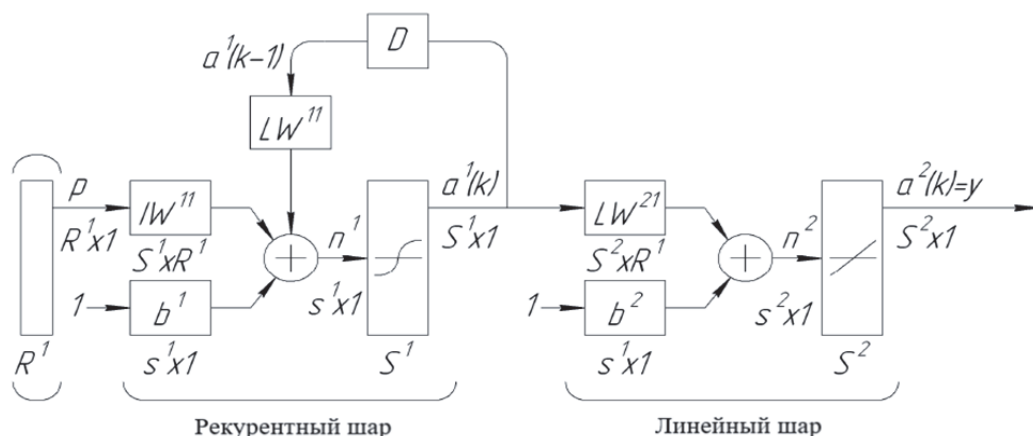 D
a¹(k-1)
LW¹¹
p
R¹x1
IW¹¹
S¹xR¹
1
b¹
s¹x1
R¹
+
n¹
s¹x1
S¹
a¹(k)
S¹x1
LW²¹
S²xR¹
1
b²
s¹x1
+
n²
s²x1
S²
a²(k)=y
S²x1
Рекурентный шар
Линейный шар